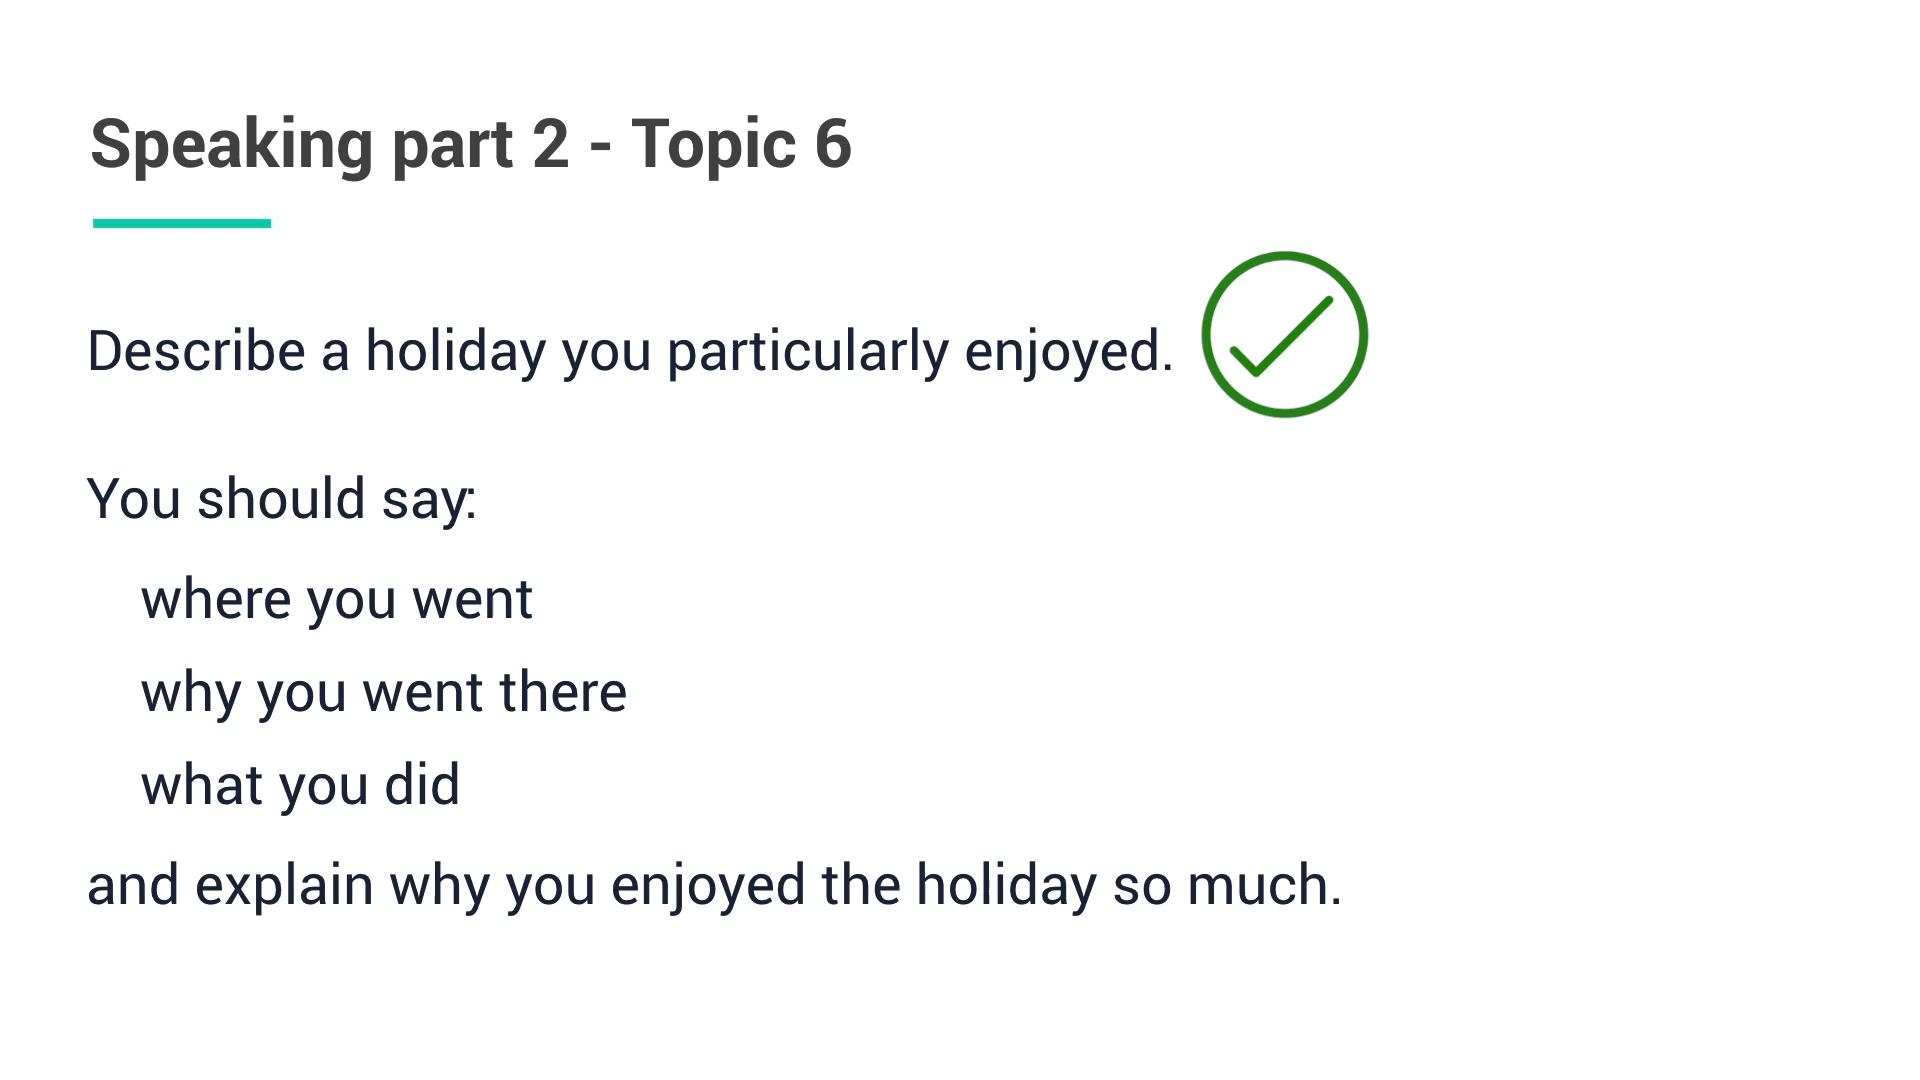 Speaking part 2 - Topic 6
Describe a holiday you particularly enjoyed.
You should say:
where you went
why you went there
what you did
and explain why you enjoyed the holiday so much.